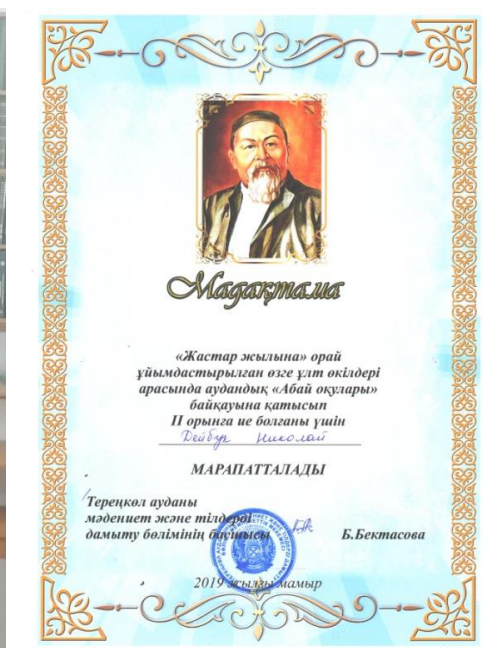 Мадақтама
«Жастар жылына» орай
ұйымдастырылған өзге ұлт өкілдері
арасында аудандық «Абай оқулары»
байқауына қатысып
II орынға ие болғаны үшін
Дейбук Николай
МАРАПАТТАЛАДЫ
Тереңкөл ауданы
мәдениет және тілдерді
дамыту бөлімінің басшысы Б.Бектасова
2019 жылғы мамыр